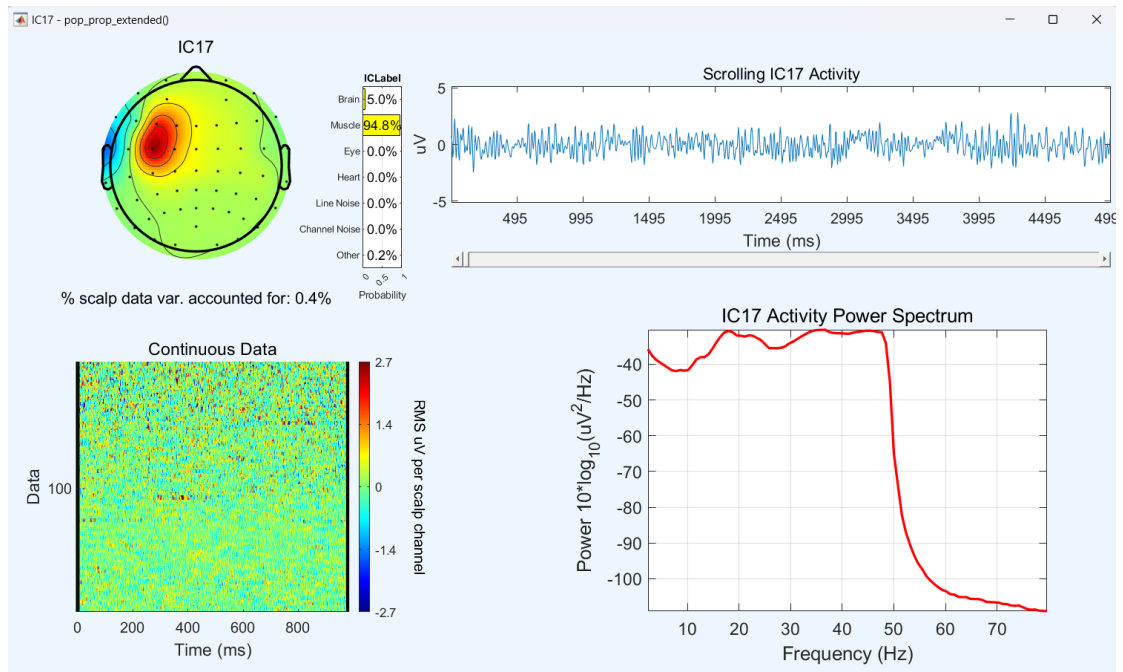 IC17 - pop_prop_extended()
IC17
ICLabel
Brain 5.0%
Muscle 94.8%
Eye 0.0%
Heart 0.0%
Line Noise 0.0%
Channel Noise 0.0%
Other 0.2%
0 0.5 1
Probability
% scalp data var. accounted for: 0.4%
Scrolling IC17 Activity
5
0
-5
uV
495 995 1495 1995 2495 2995 3495 3995 4495 499
Time (ms)
Continuous Data
Data
100
0 200 400 600 800
Time (ms)
2.7
1.4
0
-1.4
-2.7
RMS uV per scalp channel
IC17 Activity Power Spectrum
Power 10*log10(uV2/Hz)
-40
-50
-60
-70
-80
-90
-100
10 20 30 40 50 60 70
Frequency (Hz)